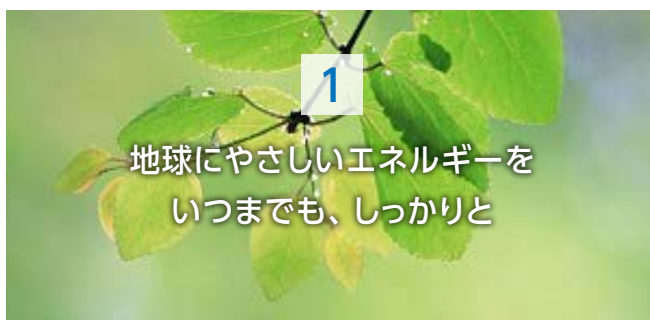 1
地球にやさしいエネルギーを
いつまでも、しっかりと